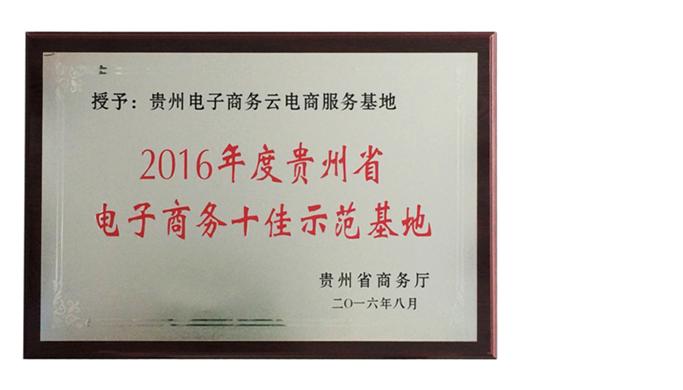 授予：贵州电子商务云电商服务基地
2016年度贵州省
电子商务十佳示范基地
贵州省商务厅
二〇一六年八月